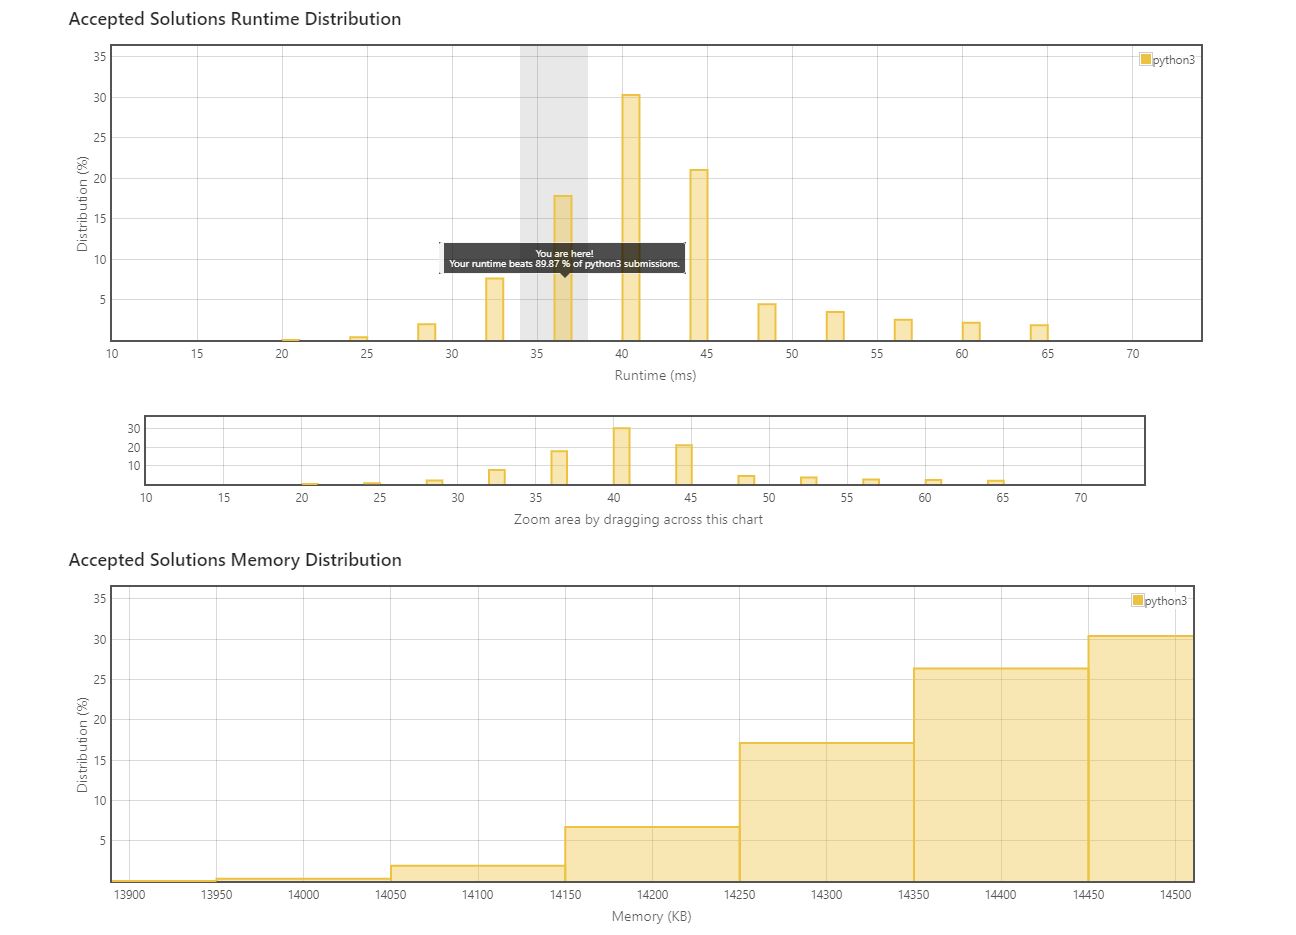 Accepted Solutions Runtime Distribution
35
30
25
20
15
10
5
Distribution (%)
python3
You are here!
Your runtime beats 89.87 % of python3 submissions.
10 15 20 25 30 35 40 45 50 55 60 65 70
Runtime (ms)
30
20
10
10 15 20 25 30 35 40 45 50 55 60 65 70
Zoom area by dragging across this chart
Accepted Solutions Memory Distribution
35
30
25
20
15
10
5
Distribution (%)
python3
13900 13950 14000 14050 14100 14150 14200 14250 14300 14350 14400 14450 14500
Memory (KB)